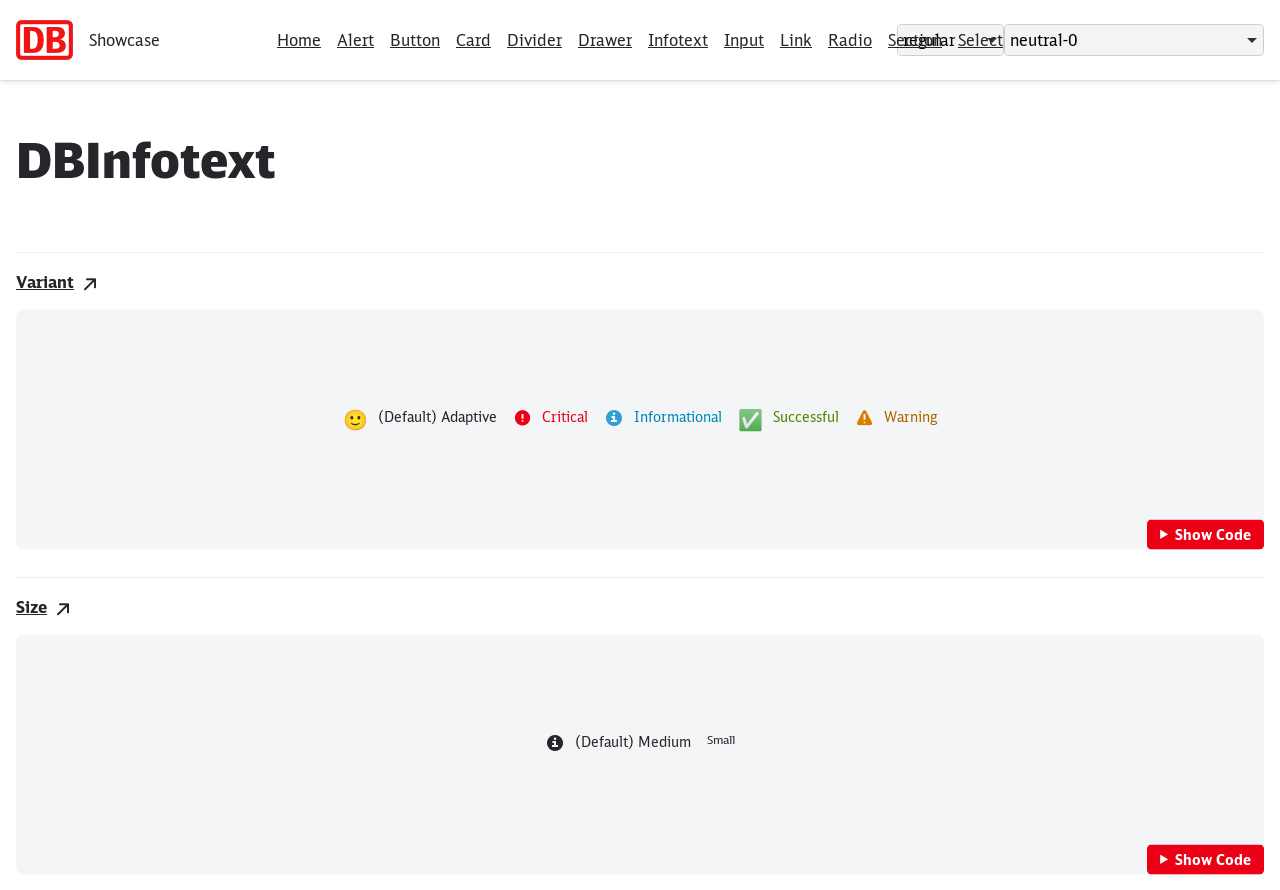 DB Showcase Home Alert Button Card Divider Drawer Infotext Input Link Radio Section Select regular neutral-0
DBInfotext
Variant
(Default) Adaptive Critical Informational Successful Warning
Show Code
Size
(Default) Medium Small
Show Code